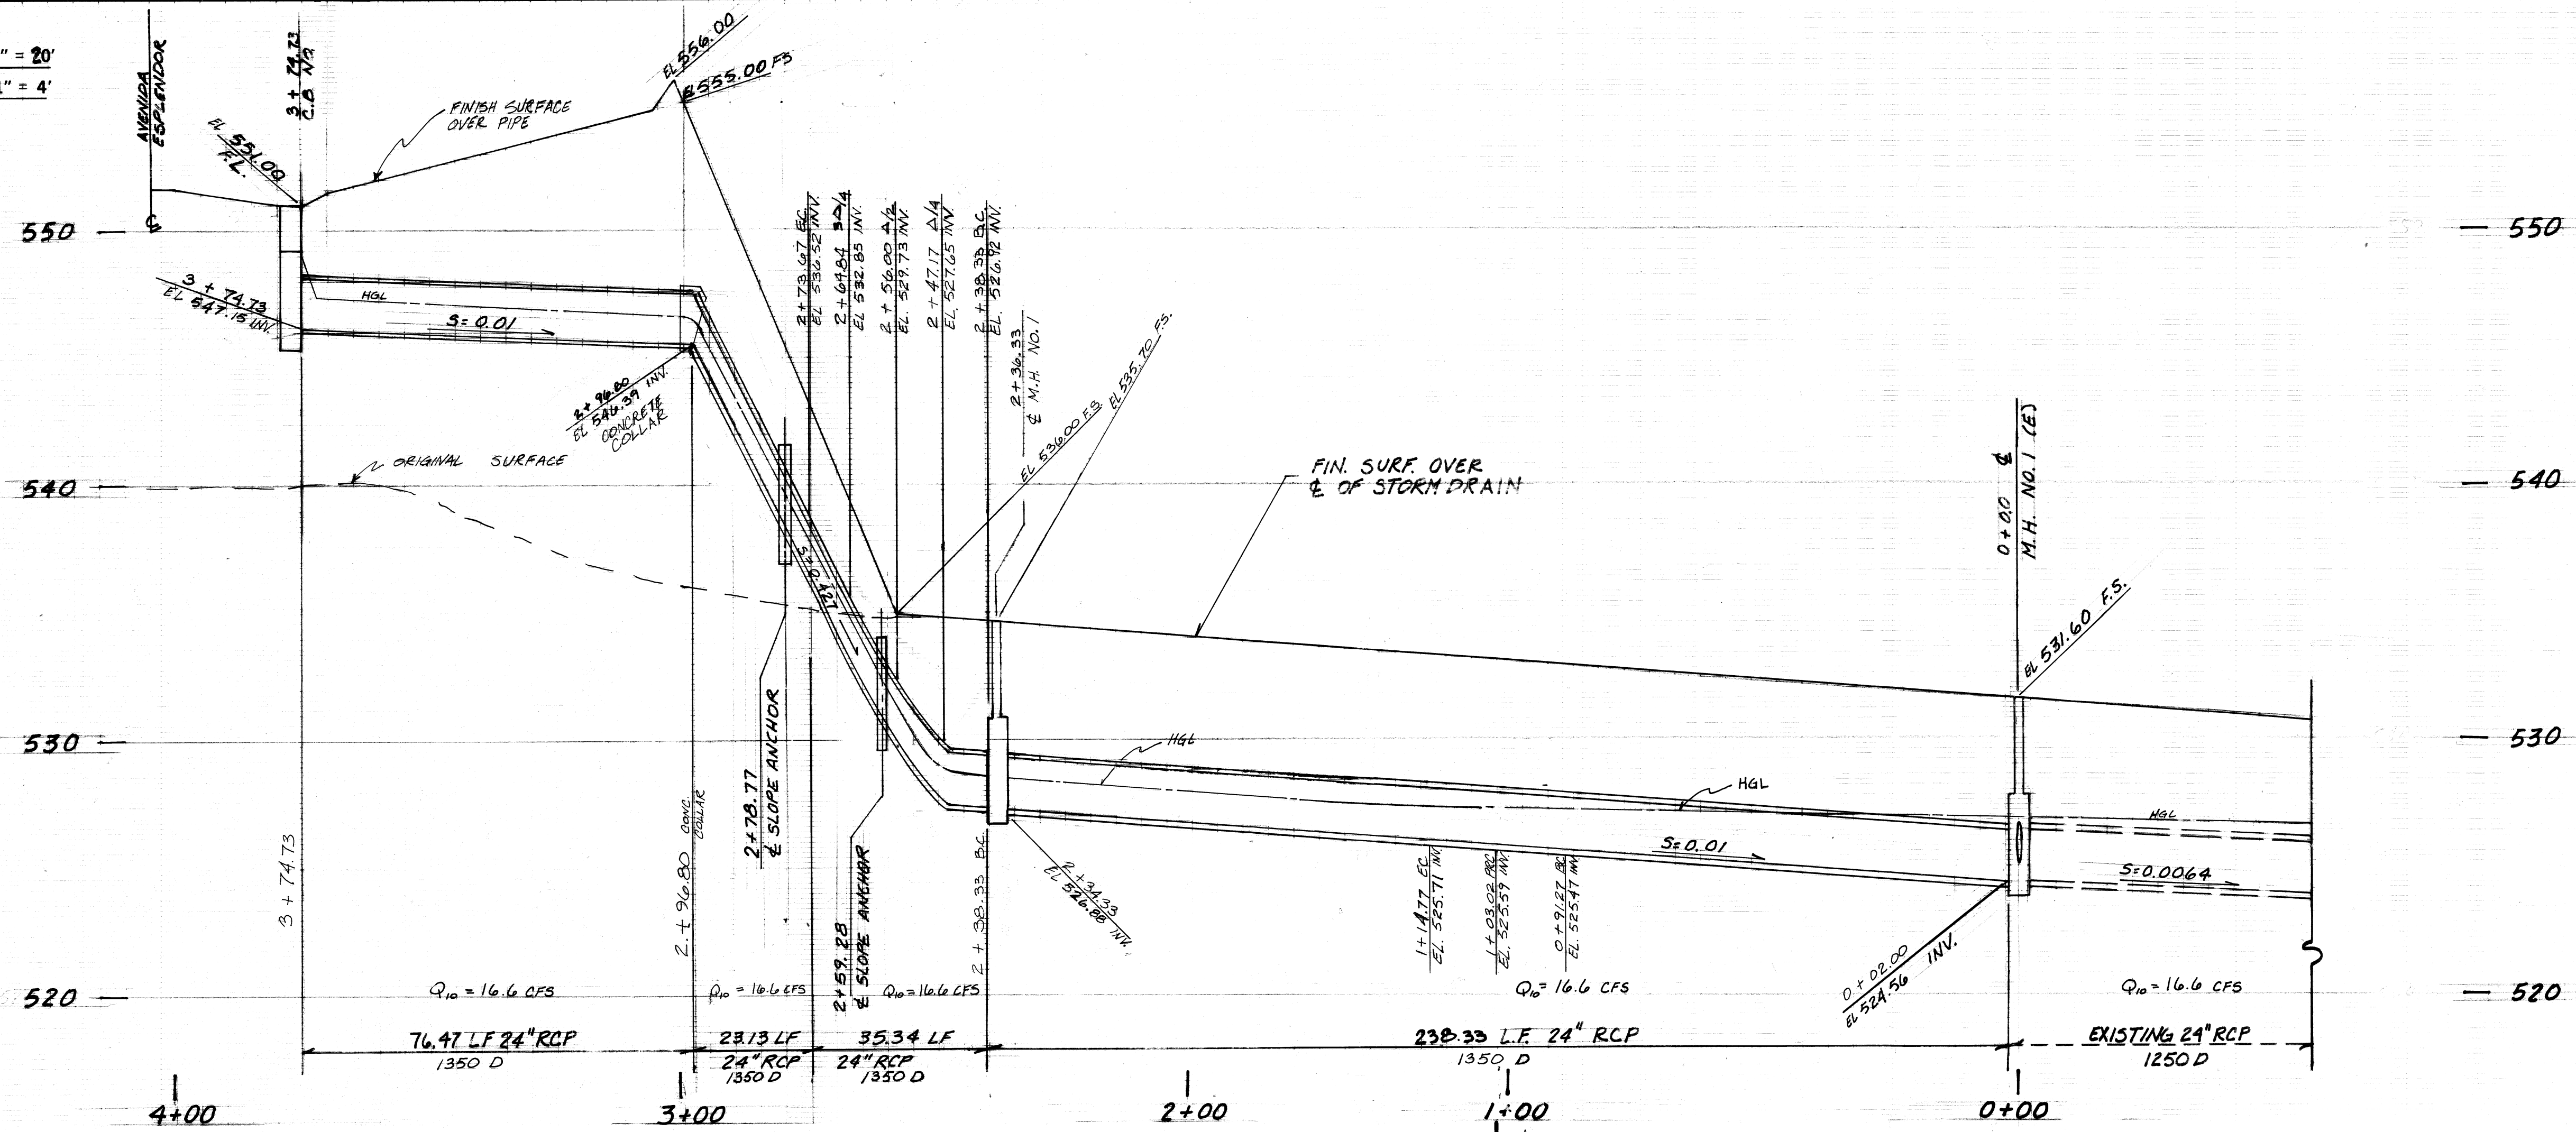 " = 20'
1" = 4'
AVENIDA
ESPLENDOR
℄
3 + 74.73
C.B. NO.
EL 551.00
F.L.
FINISH SURFACE
OVER PIPE
EL 556.00
EL 555.00 FS
550
550
3 + 74.73
EL 547.15 INV.
HGL
S= 0.01
2 + 96.80
EL 546.39 INV.
CONCRETE
COLLAR
2 + 73.67 EC
EL 536.52 INV.
2 + 64.84 3Δ/4
EL 532.85 INV.
2 + 56.00 Δ/2
EL. 529.73 INV.
2 + 47.17 Δ/4
EL. 527.65 INV.
2 + 38.33 B.C.
EL. 526.92 INV.
2 + 36.33
℄ M.H. NO. 1
EL 536.00 F.S.
EL 535.70 F.S.
ORIGINAL SURFACE
540
540
FIN. SURF. OVER
℄ OF STORM DRAIN
0 + 00 ℄
M.H. NO. 1 (E)
EL 531.60 F.S.
S= 0.427
530
530
HGL
HGL
HGL
2 + 78.77
℄ SLOPE ANCHOR
2 + 59.28
℄ SLOPE ANCHOR
3 + 74.73
2 + 96.80 CONC.
COLLAR
2 + 38.33 B.C.
2 + 34.33
EL 526.88 INV.
S=0.01
S=0.0064
1 + 14.77 EC
EL. 525.71 INV.
1 + 03.02 PRC
EL. 525.59 INV.
0 + 91.27 BC
EL 525.47 INV.
0 + 02.00
EL 524.56 INV.
520
520
Q10 = 16.6 CFS
Q10 = 16.6 CFS
Q10 = 16.6 CFS
Q10 = 16.6 CFS
Q10 = 16.6 CFS
76.47 LF 24" RCP
1350 D
23.13 LF
24" RCP
1350 D
35.34 LF
24" RCP
1350 D
238.33 L.F. 24" RCP
1350 D
EXISTING 24" RCP
1250 D
4+00
3+00
2+00
1+00
0+00